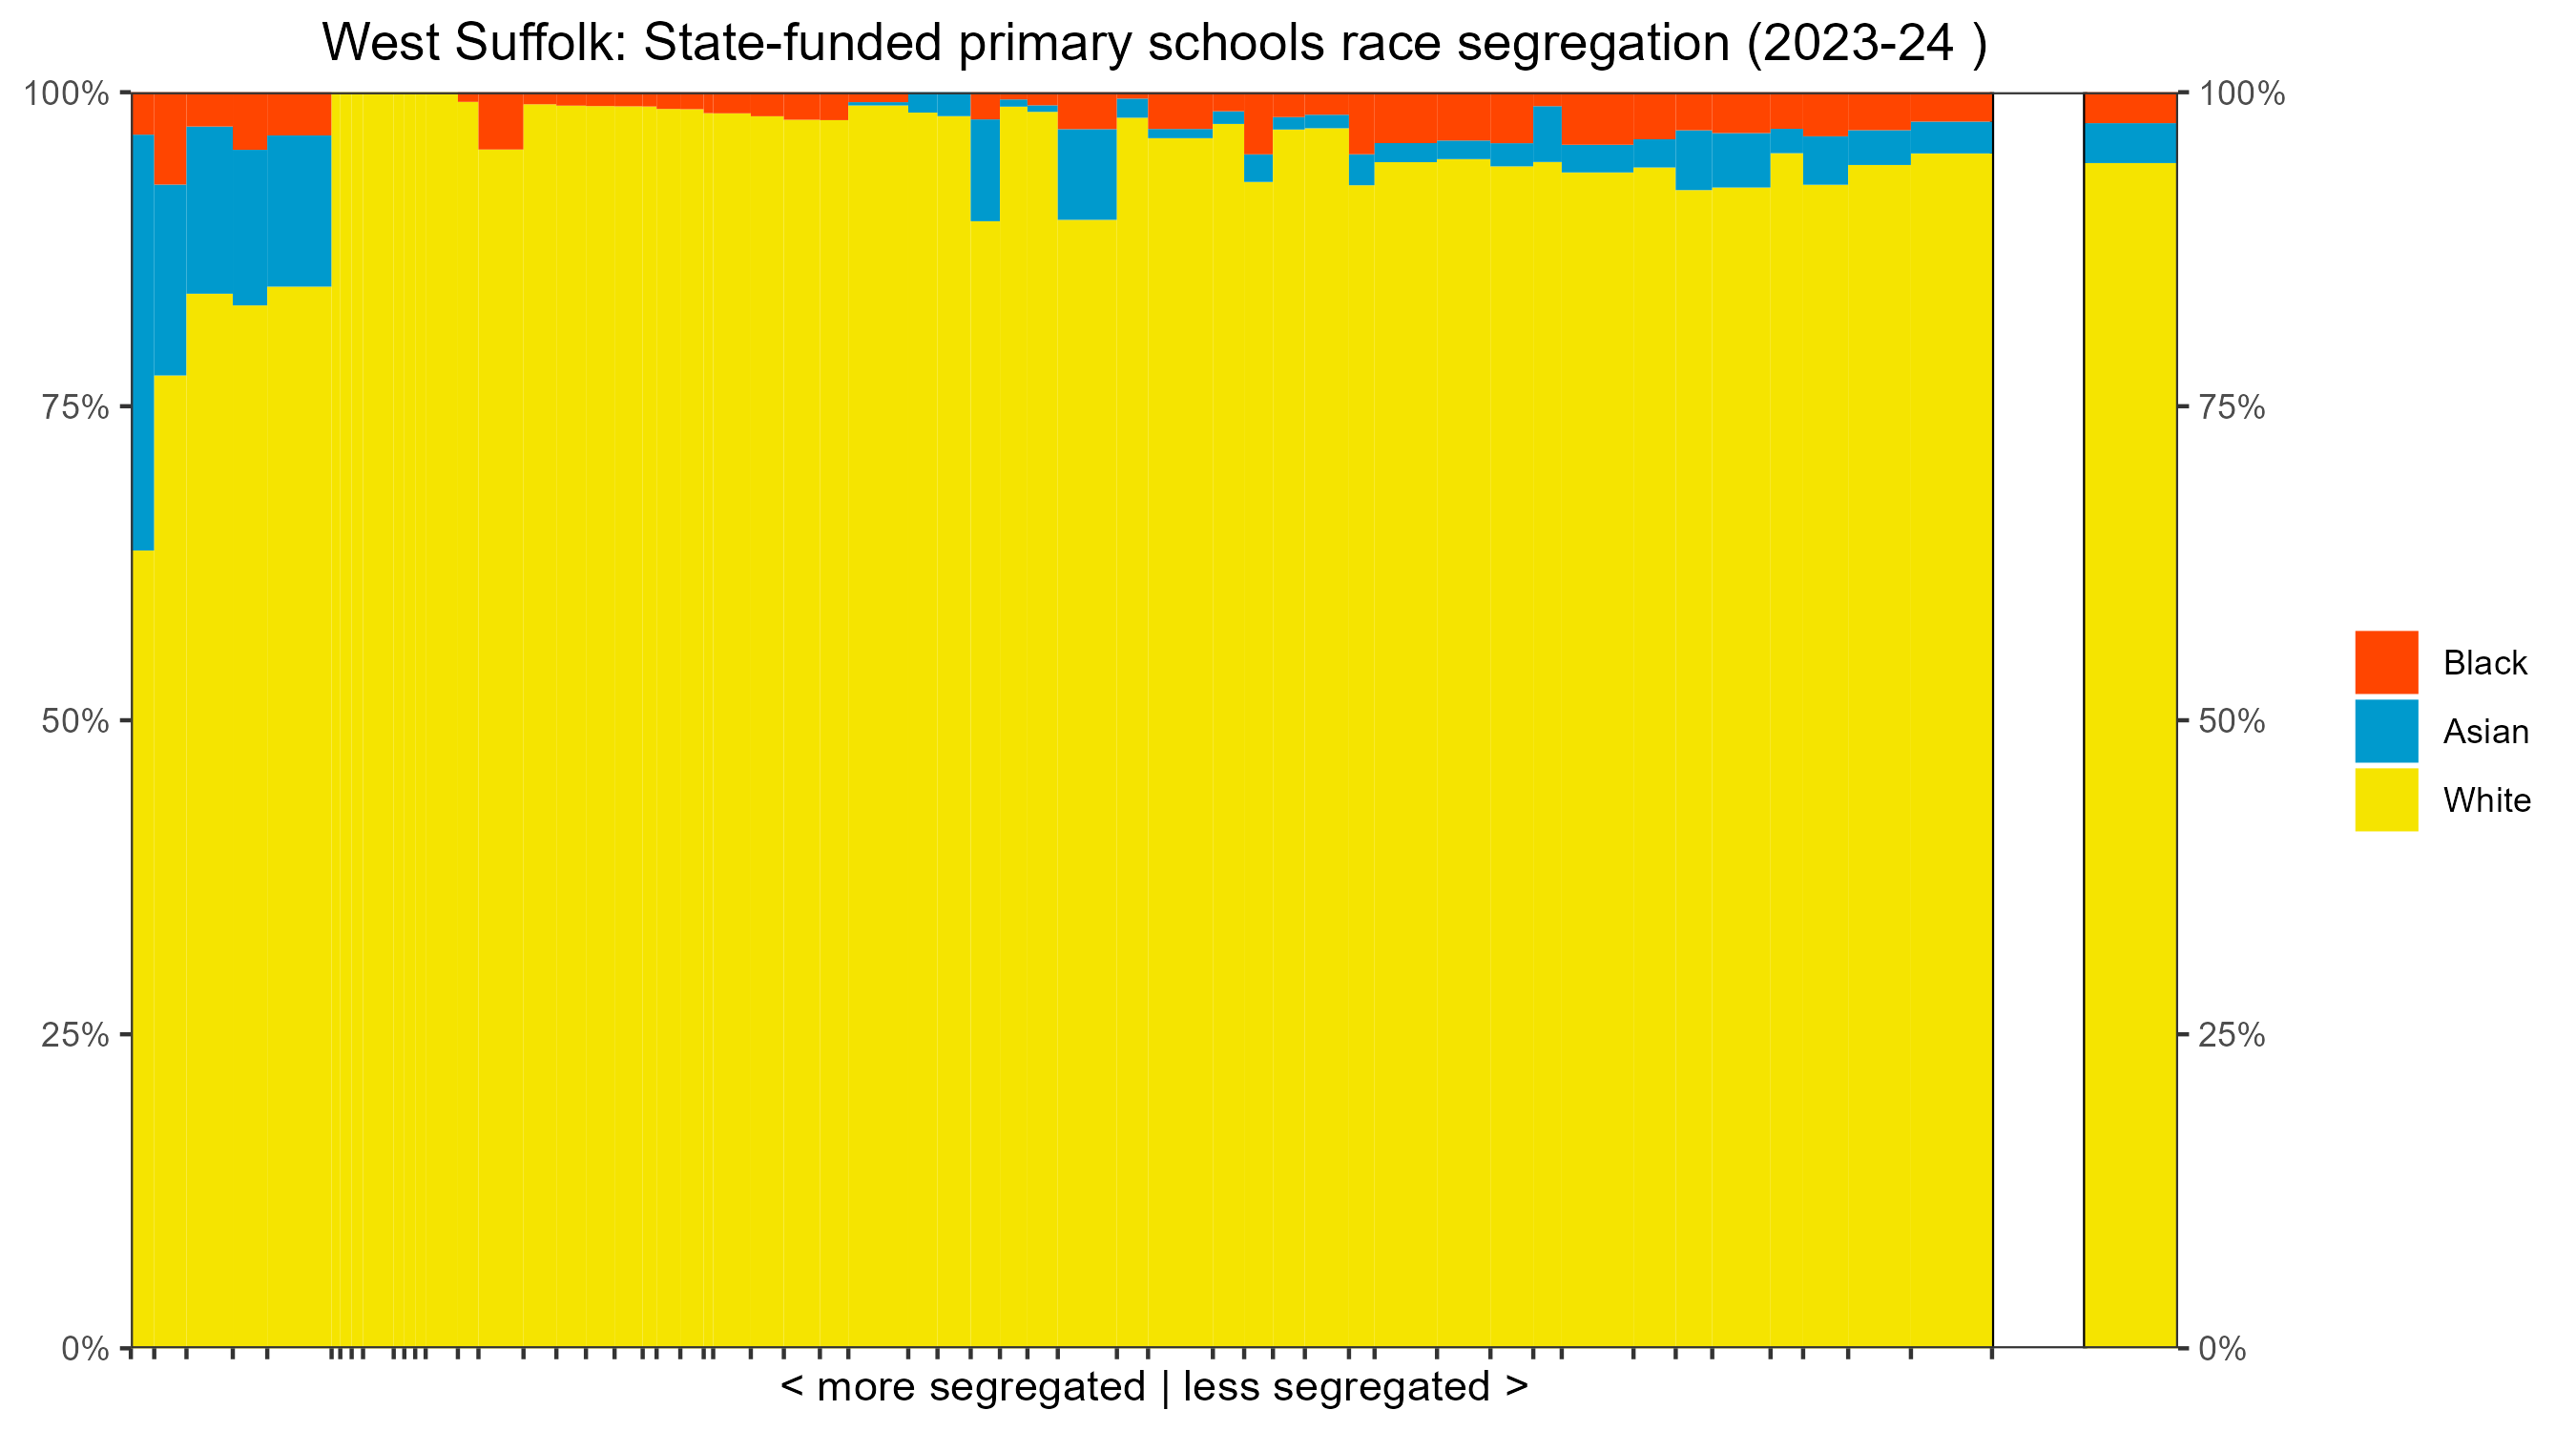 West Suffolk: State-funded primary schools race segregation (2023-24 )
100%
100%
75%
75%
50%
50%
25%
25%
0%
0%
Black
Asian
White
< more segregated | less segregated >